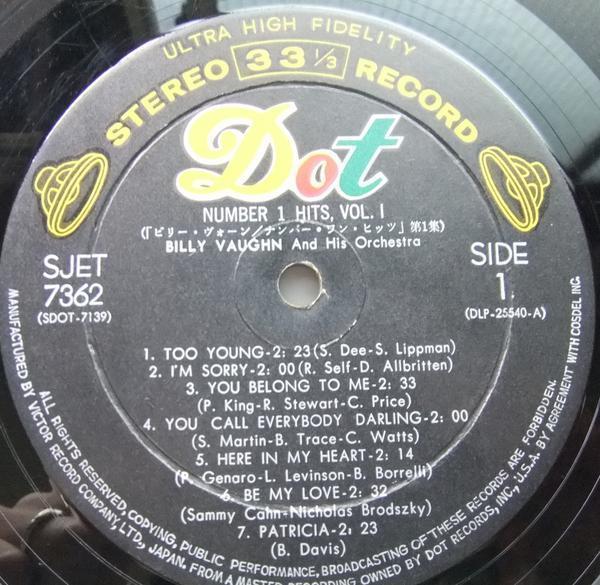 ULTRA HIGH FIDELITY
STEREO 33 1/3 RECORD
Dot
NUMBER 1 HITS, VOL. I
(「ビリー・ヴォーン/ナンバー・ワン・ヒッツ」第1集)
BILLY VAUGHN And His Orchestra
SJET
7362
(SDOT-7139)
SIDE
1
(DLP-25540-A)
1. TOO YOUNG-2: 23 (S. Dee-S. Lippman)
2. I'M SORRY-2: 00 (R. Self-D. Allbritten)
3. YOU BELONG TO ME-2: 33
(P. King-R. Stewart-C. Price)
4. YOU CALL EVERYBODY DARLING-2: 00
(S. Martin-B. Trace-C. Watts)
5. HERE IN MY HEART-2: 14
(P. Genaro-L. Levinson-B. Borrelli)
6. BE MY LOVE-2: 32
(Sammy Cahn-Nicholas Brodszky)
7. PATRICIA-2: 23
(B. Davis)
ALL RIGHTS RESERVED, COPYING, PUBLIC PERFORMANCE, BROADCASTING OF THESE RECORDS ARE FORBIDDEN.
MANUFACTURED BY VICTOR RECORD COMPANY, LTD., JAPAN, FROM A MASTER RECORDING OWNED BY DOT RECORDS, INC., U.S.A. BY AGREEMENT WITH COSDEL INC.